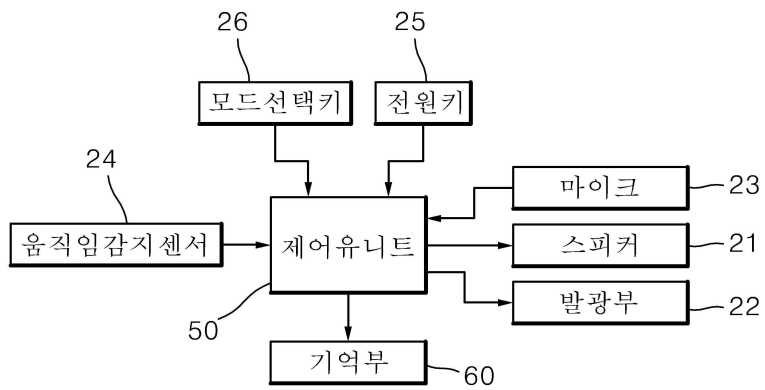 26
25
모드선택키
전원키
24
마이크
23
움직임감지센서
제어유니트
스피커
21
50
발광부
22
기억부
60